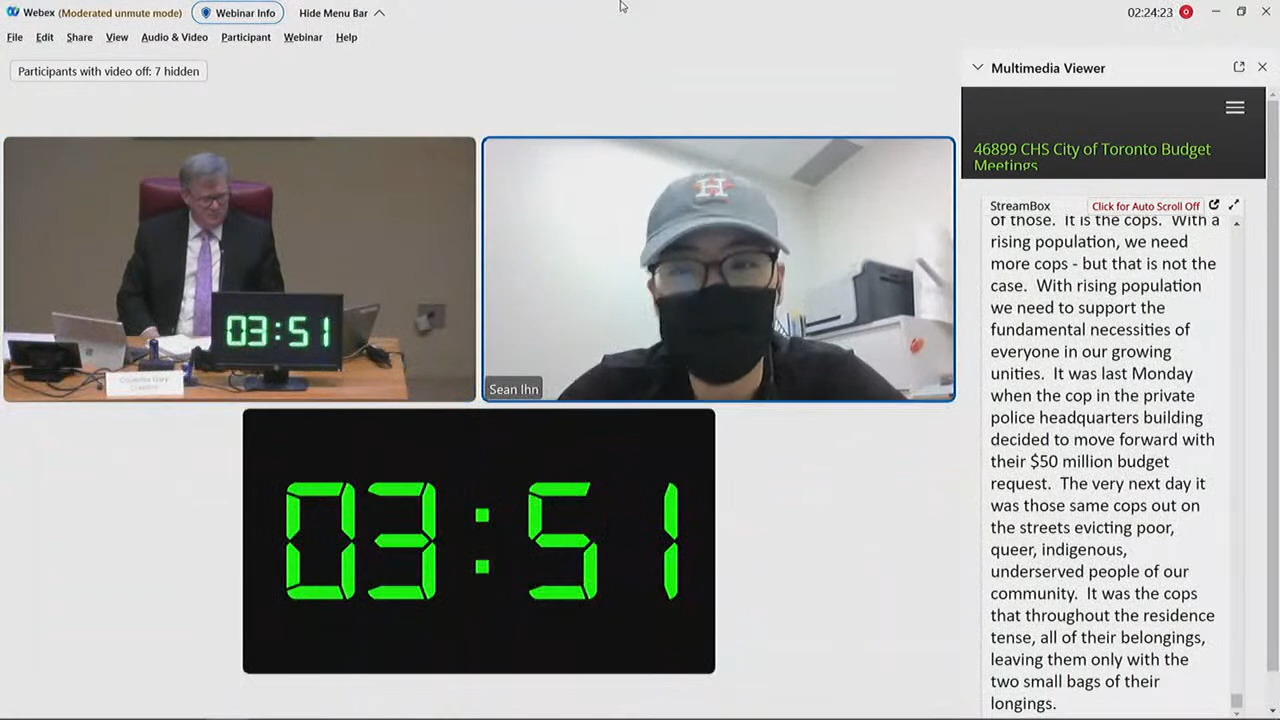 Webex (Moderated unmute mode) Webinar Info Hide Menu Bar 02:24:23
File Edit Share View Audio & Video Participant Webinar Help
Participants with video off: 7 hidden
Multimedia Viewer
46899 CHS City of Toronto Budget
Meetings
StreamBox Click for Auto Scroll Off
of those. It is the cops. With a
rising population, we need
more cops - but that is not the
case. With rising population
we need to support the
fundamental necessities of
everyone in our growing
unities. It was last Monday
when the cop in the private
police headquarters building
decided to move forward with
their $50 million budget
request. The very next day it
was those same cops out on
the streets evicting poor,
queer, indigenous,
underserved people of our
community. It was the cops
that throughout the residence
tense, all of their belongings,
leaving them only with the
two small bags of their
longings.
03:51
Councillor Gary
H
Sean Ihn
03:51